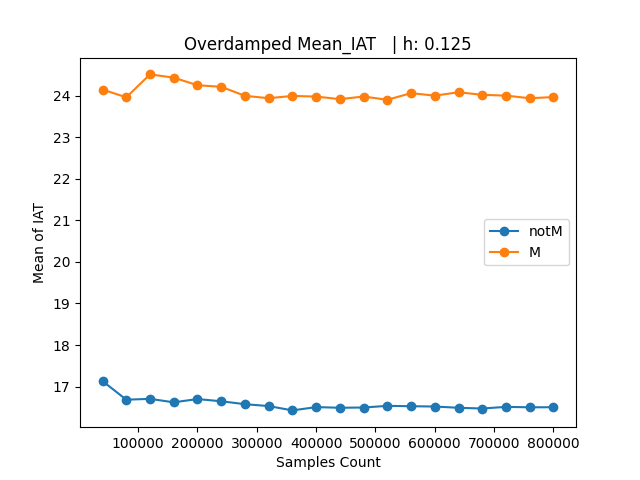 Overdamped Mean_IAT   | h: 0.125
Mean of IAT
24
23
22
21
20
19
18
17
notM
M
100000 200000 300000 400000 500000 600000 700000 800000
Samples Count